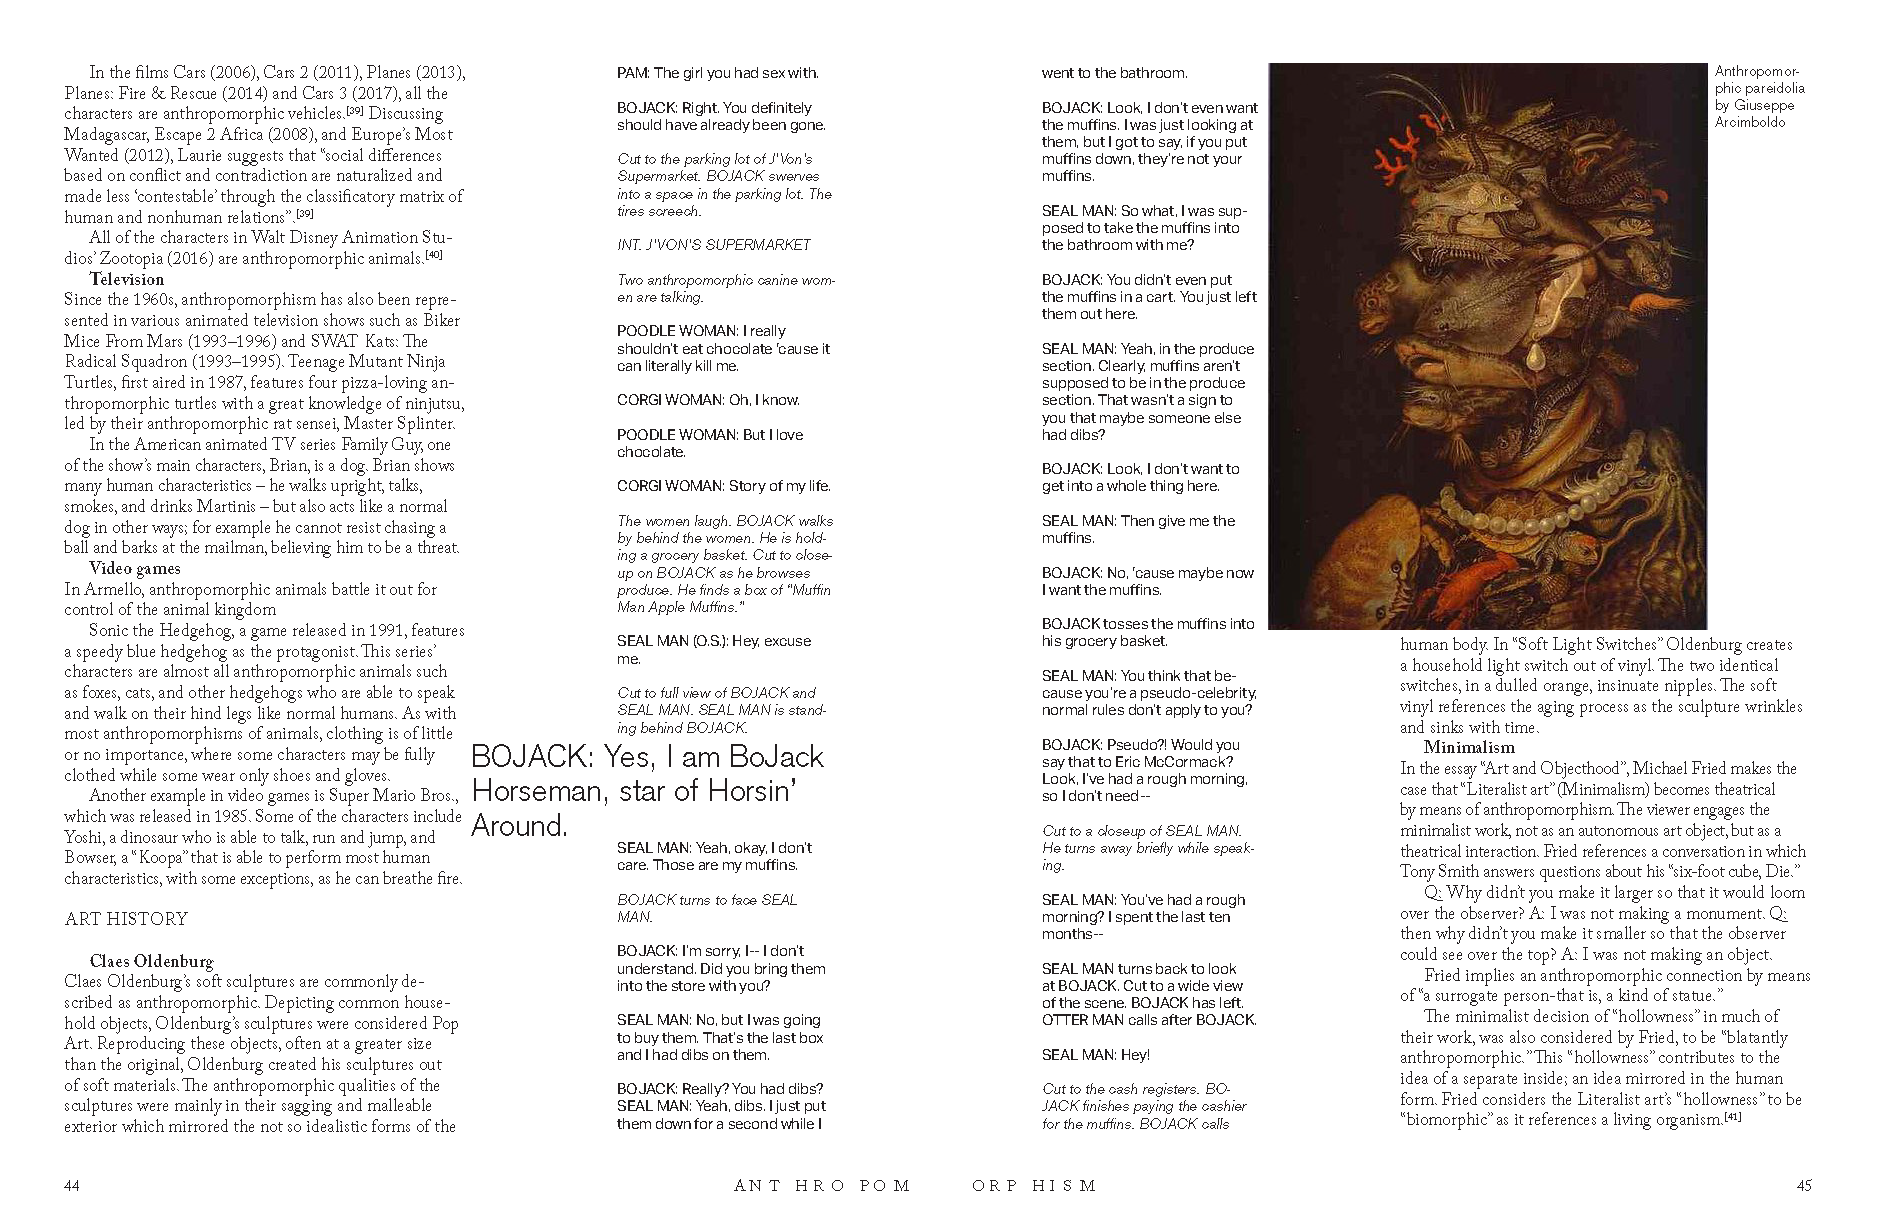 In the films Cars (2006), Cars 2 (2011), Planes (2013),
Planes: Fire & Rescue (2014) and Cars 3 (2017), all the
characters are anthropomorphic vehicles.[39] Discussing
Madagascar, Escape 2 Africa (2008), and Europe's Most
Wanted (2012), Laurie suggests that "social differences
based on conflict and contradiction are naturalized and
made less 'contestable' through the classificatory matrix of
human and nonhuman relations".[39]
All of the characters in Walt Disney Animation Stu-
dios' Zootopia (2016) are anthropomorphic animals.[40]
Television
Since the 1960s, anthropomorphism has also been repre-
sented in various animated television shows such as Biker
Mice From Mars (1993–1996) and SWAT Kats: The
Radical Squadron (1993–1995). Teenage Mutant Ninja
Turtles, first aired in 1987, features four pizza-loving an-
thropomorphic turtles with a great knowledge of ninjutsu,
led by their anthropomorphic rat sensei, Master Splinter.
In the American animated TV series Family Guy, one
of the show's main characters, Brian, is a dog. Brian shows
many human characteristics – he walks upright, talks,
smokes, and drinks Martinis – but also acts like a normal
dog in other ways; for example he cannot resist chasing a
ball and barks at the mailman, believing him to be a threat.
Video games
In Armello, anthropomorphic animals battle it out for
control of the animal kingdom
Sonic the Hedgehog, a game released in 1991, features
a speedy blue hedgehog as the protagonist. This series'
characters are almost all anthropomorphic animals such
as foxes, cats, and other hedgehogs who are able to speak
and walk on their hind legs like normal humans. As with
most anthropomorphisms of animals, clothing is of little
or no importance, where some characters may be fully
clothed while some wear only shoes and gloves.
Another example in video games is Super Mario Bros.,
which was released in 1985. Some of the characters include
Yoshi, a dinosaur who is able to talk, run and jump, and
Bowser, a "Koopa" that is able to perform most human
characteristics, with some exceptions, as he can breathe fire.
ART HISTORY
Claes Oldenburg
Claes Oldenburg's soft sculptures are commonly de-
scribed as anthropomorphic. Depicting common house-
hold objects, Oldenburg's sculptures were considered Pop
Art. Reproducing these objects, often at a greater size
than the original, Oldenburg created his sculptures out
of soft materials. The anthropomorphic qualities of the
sculptures were mainly in their sagging and malleable
exterior which mirrored the not so idealistic forms of the
PAM: The girl you had sex with.
BOJACK: Right. You definitely
should have already been gone.
Cut to the parking lot of J'Von's
Supermarket. BOJACK swerves
into a space in the parking lot. The
tires screech.
INT. J'VON'S SUPERMARKET
Two anthropomorphic canine wom-
en are talking.
POODLE WOMAN: I really
shouldn't eat chocolate 'cause it
can literally kill me.
CORGI WOMAN: Oh, I know.
POODLE WOMAN: But I love
chocolate.
CORGI WOMAN: Story of my life.
The women laugh. BOJACK walks
by behind the women. He is hold-
ing a grocery basket. Cut to close-
up on BOJACK as he browses
produce. He finds a box of "Muffin
Man Apple Muffins."
SEAL MAN (O.S.): Hey, excuse
me.
Cut to full view of BOJACK and
SEAL MAN. SEAL MAN is stand-
ing behind BOJACK.
BOJACK: Yes, I am BoJack
Horseman, star of Horsin'
Around.
SEAL MAN: Yeah, okay, I don't
care. Those are my muffins.
BOJACK turns to face SEAL
MAN.
BOJACK: I'm sorry, I-- I don't
understand. Did you bring them
into the store with you?
SEAL MAN: No, but I was going
to buy them. That's the last box
and I had dibs on them.
BOJACK: Really? You had dibs?
SEAL MAN: Yeah, dibs. I just put
them down for a second while I
went to the bathroom.
BOJACK: Look, I don't even want
the muffins. I was just looking at
them, but I got to say, if you put
muffins down, they're not your
muffins.
SEAL MAN: So what, I was sup-
posed to take the muffins into
the bathroom with me?
BOJACK: You didn't even put
the muffins in a cart. You just left
them out here.
SEAL MAN: Yeah, in the produce
section. Clearly, muffins aren't
supposed to be in the produce
section. That wasn't a sign to
you that maybe someone else
had dibs?
BOJACK: Look, I don't want to
get into a whole thing here.
SEAL MAN: Then give me the
muffins.
BOJACK: No, 'cause maybe now
I want the muffins.
BOJACK tosses the muffins into
his grocery basket.
SEAL MAN: You think that be-
cause you're a pseudo-celebrity,
normal rules don't apply to you?
BOJACK: Pseudo?! Would you
say that to Eric McCormack?
Look, I've had a rough morning,
so I don't need--
Cut to a closeup of SEAL MAN.
He turns away briefly while speak-
ing.
SEAL MAN: You've had a rough
morning? I spent the last ten
months--
SEAL MAN turns back to look
at BOJACK. Cut to a wide view
of the scene. BOJACK has left.
OTTER MAN calls after BOJACK.
SEAL MAN: Hey!
Cut to the cash registers. BO-
JACK finishes paying the cashier
for the muffins. BOJACK calls
Anthropomor-
phic pareidolia
by Giuseppe
Arcimboldo
human body. In "Soft Light Switches" Oldenburg creates
a household light switch out of vinyl. The two identical
switches, in a dulled orange, insinuate nipples. The soft
vinyl references the aging process as the sculpture wrinkles
and sinks with time.
Minimalism
In the essay "Art and Objecthood", Michael Fried makes the
case that "Literalist art" (Minimalism) becomes theatrical
by means of anthropomorphism. The viewer engages the
minimalist work, not as an autonomous art object, but as a
theatrical interaction. Fried references a conversation in which
Tony Smith answers questions about his "six-foot cube, Die."
Q: Why didn't you make it larger so that it would loom
over the observer? A: I was not making a monument. Q:
then why didn't you make it smaller so that the observer
could see over the top? A: I was not making an object.
Fried implies an anthropomorphic connection by means
of "a surrogate person-that is, a kind of statue."
The minimalist decision of "hollowness" in much of
their work, was also considered by Fried, to be "blatantly
anthropomorphic." This "hollowness" contributes to the
idea of a separate inside; an idea mirrored in the human
form. Fried considers the Literalist art's "hollowness" to be
"biomorphic" as it references a living organism.[41]
44
ANTHROPOM
ORPHISM
45